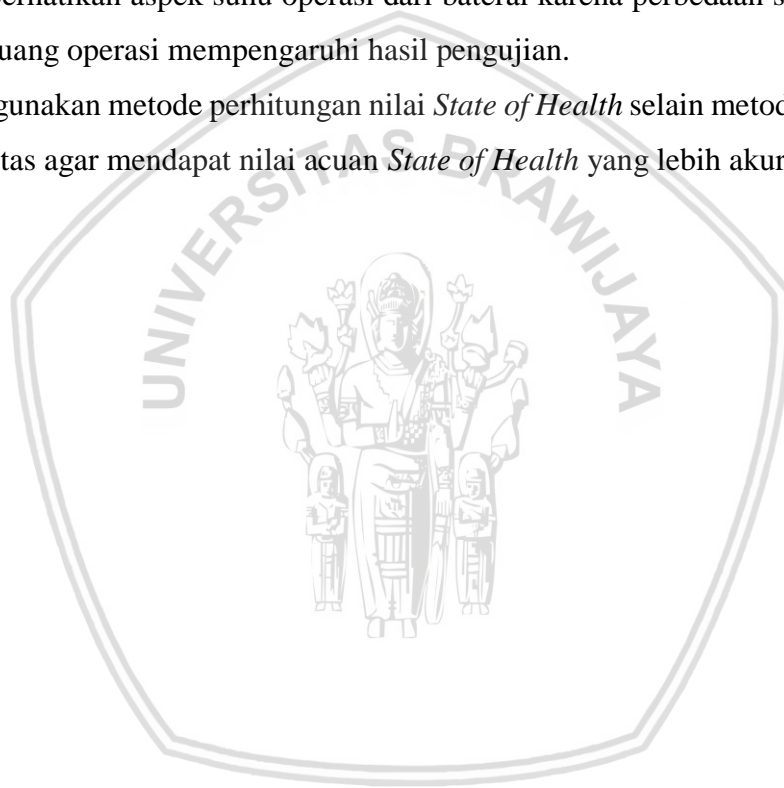 perhatikan aspek suhu operasi dari baterai karena perbedaan s
uang operasi mempengaruhi hasil pengujian.
gunakan metode perhitungan nilai State of Health selain metod
tas agar mendapat nilai acuan State of Health yang lebih akur
UNIVERSITAS BRAWIJAYA